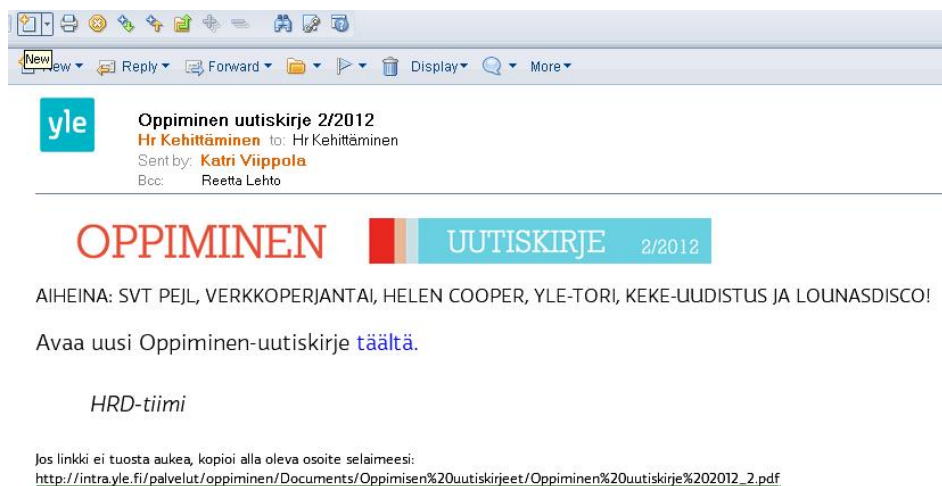 New ew Reply Forward Display More
yle
Oppiminen uutiskirje 2/2012
Hr Kehittäminen to: Hr Kehittäminen
Sent by: Katri Viippola
Bcc: Reetta Lehto
OPPIMINEN UUTISKIRJE 2/2012
AIHEINA: SVT PEJL, VERKKOPERJANTAI, HELEN COOPER, YLE-TORI, KEKE-UUDISTUS JA LOUNASDISCO!
Avaa uusi Oppiminen-uutiskirje täältä.
HRD-tiimi
Jos linkki ei tuosta aukea, kopioi alla oleva osoite selaimeesi:
http://intra.yle.fi/palvelut/oppiminen/Documents/Oppimisen%20uutiskirjeet/Oppiminen%20uutiskirje%202012_2.pdf